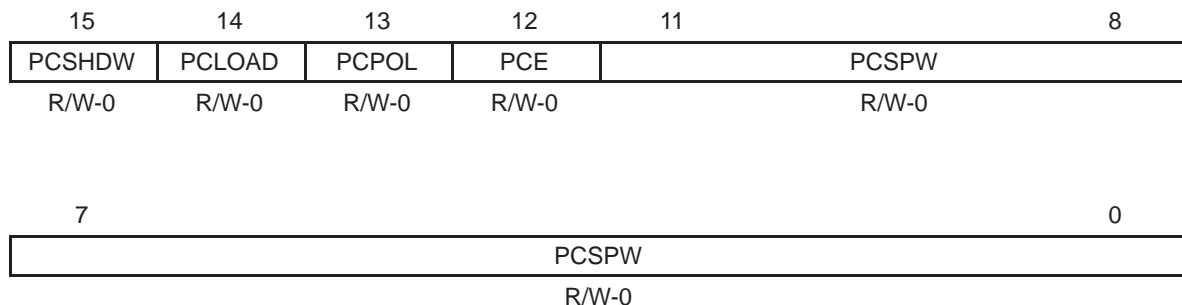 15 14 13 12 11 8
PCSHDW PCLOAD PCPOL PCE PCSPW
R/W-0 R/W-0 R/W-0 R/W-0 R/W-0
7 0
PCSPW
R/W-0